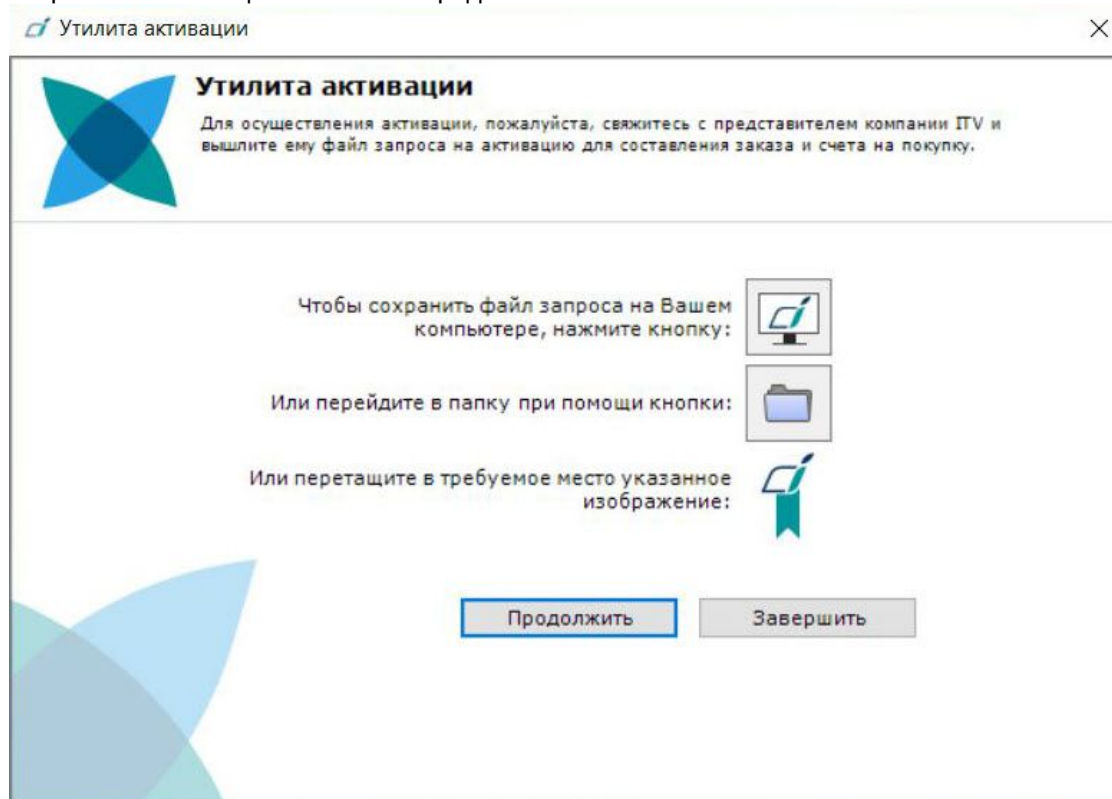 Утилита активации
Утилита активации
Для осуществления активации, пожалуйста, свяжитесь с представителем компании ITV и
вышлите ему файл запроса на активацию для составления заказа и счета на покупку.
Чтобы сохранить файл запроса на Вашем
компьютере, нажмите кнопку:
Или перейдите в папку при помощи кнопки:
Или перетащите в требуемое место указанное
изображение:
Продолжить
Завершить